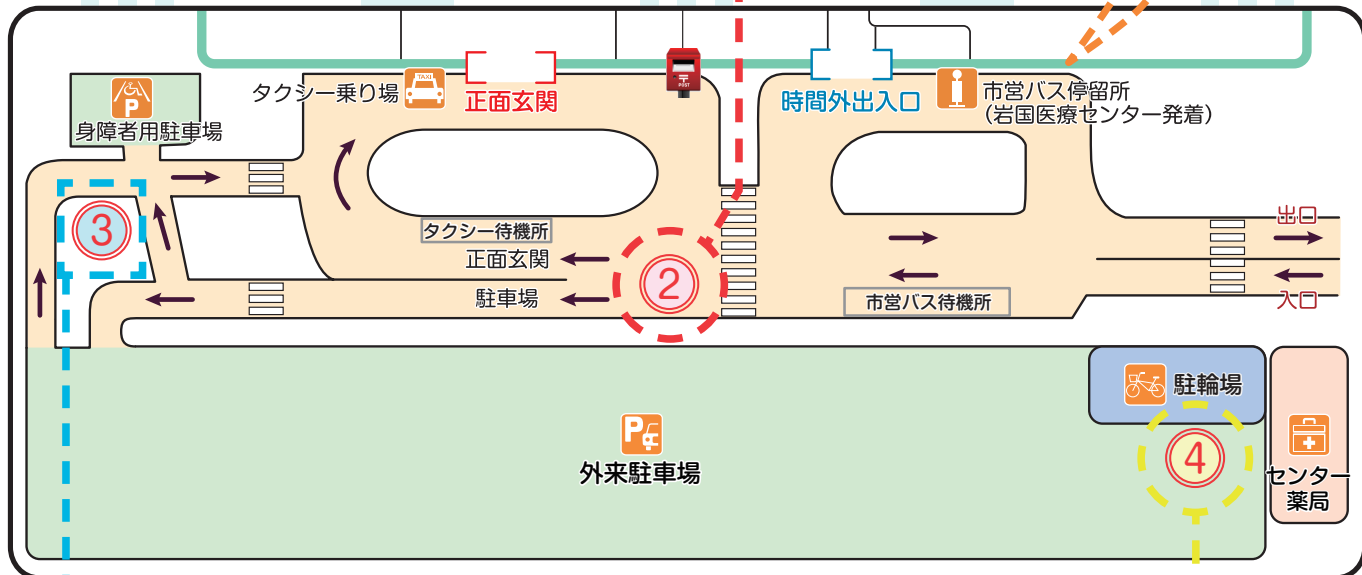 TAXI
タクシー乗り場
正面玄関
POST
時間外出入口
市営バス停留所
(岩国医療センター発着)
P
身障者用駐車場
3
タクシー待機所
正面玄関
駐車場
2
市営バス待機所
出口
入口
駐輪場
P
外来駐車場
4
センター
薬局